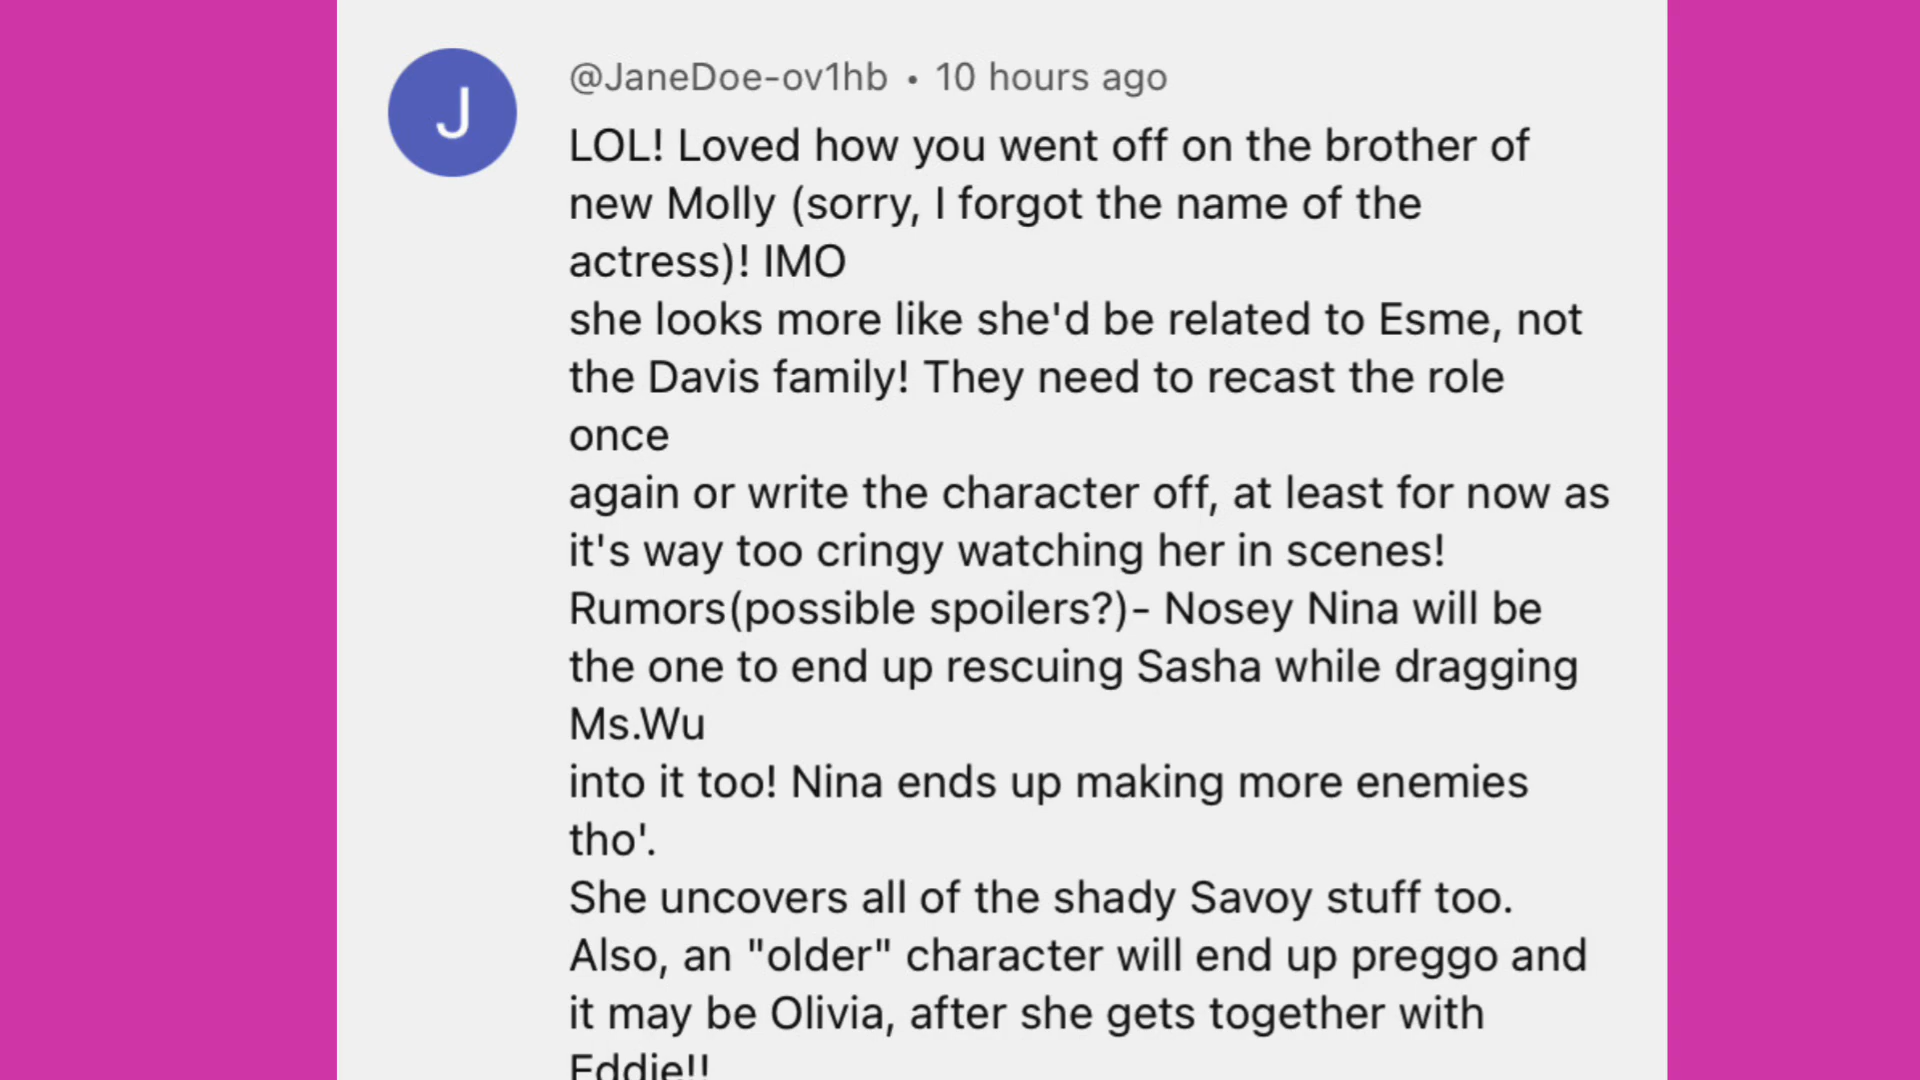 J
@JaneDoe-ov1hb • 10 hours ago
LOL! Loved how you went off on the brother of
new Molly (sorry, I forgot the name of the
actress)! IMO
she looks more like she'd be related to Esme, not
the Davis family! They need to recast the role
once
again or write the character off, at least for now as
it's way too cringy watching her in scenes!
Rumors(possible spoilers?)- Nosey Nina will be
the one to end up rescuing Sasha while dragging
Ms.Wu
into it too! Nina ends up making more enemies
tho'.
She uncovers all of the shady Savoy stuff too.
Also, an "older" character will end up preggo and
it may be Olivia, after she gets together with
Eddie!!